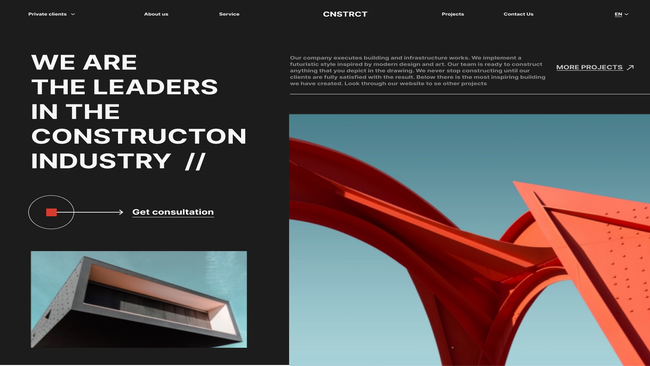 Private clients
About us
Service
CNSTRCT
Projects
Contact Us
EN
WE ARE
THE LEADERS
IN THE
CONSTRUCTON
INDUSTRY //
Our company executes building and infrastructure works. We implement a
futuristic style inspired by modern design and art. Our team is ready to construct
anything that you depict in the drawing. We never stop constructing until our
clients are fully satisfied with the result. Below there is the most inspiring building
we have created. Look through our website to se other projects
MORE PROJECTS
Get consultation